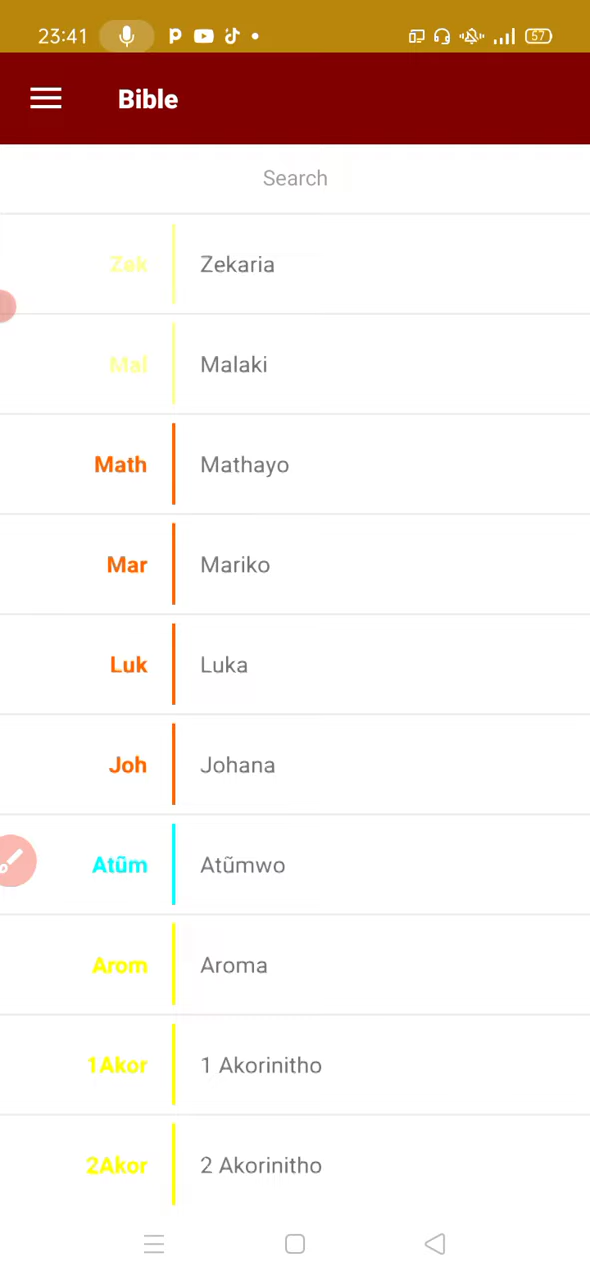 23:41
57
Bible
Search
Zek Zekaria
Mal Malaki
Math Mathayo
Mar Mariko
Luk Luka
Joh Johana
Atũm Atũmwo
Arom Aroma
1Akor 1 Akorinitho
2Akor 2 Akorinitho